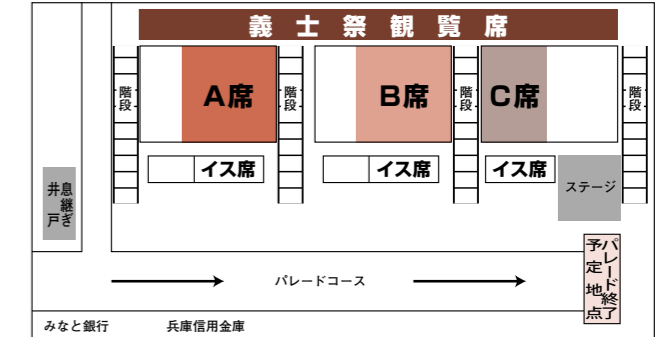 義士祭観覧席
階段
A席
階段
B席
階段
C席
階段
イス席
イス席
イス席
ステージ
息継ぎ
井戸
パレードコース
パレード終了
予定地点
みなと銀行
兵庫信用金庫